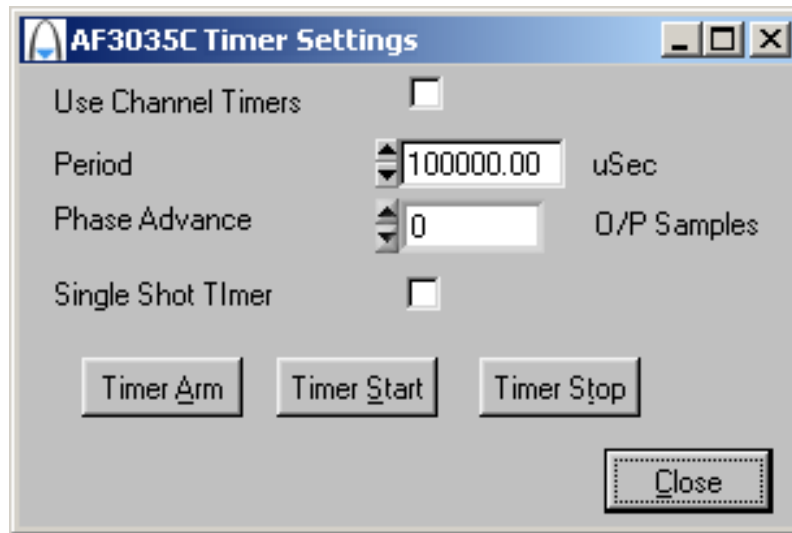 AF3035C Timer Settings
Use Channel Timers
Period 100000.00 uSec
Phase Advance 0 O/P Samples
Single Shot TImer
Timer Arm Timer Start Timer Stop
Close